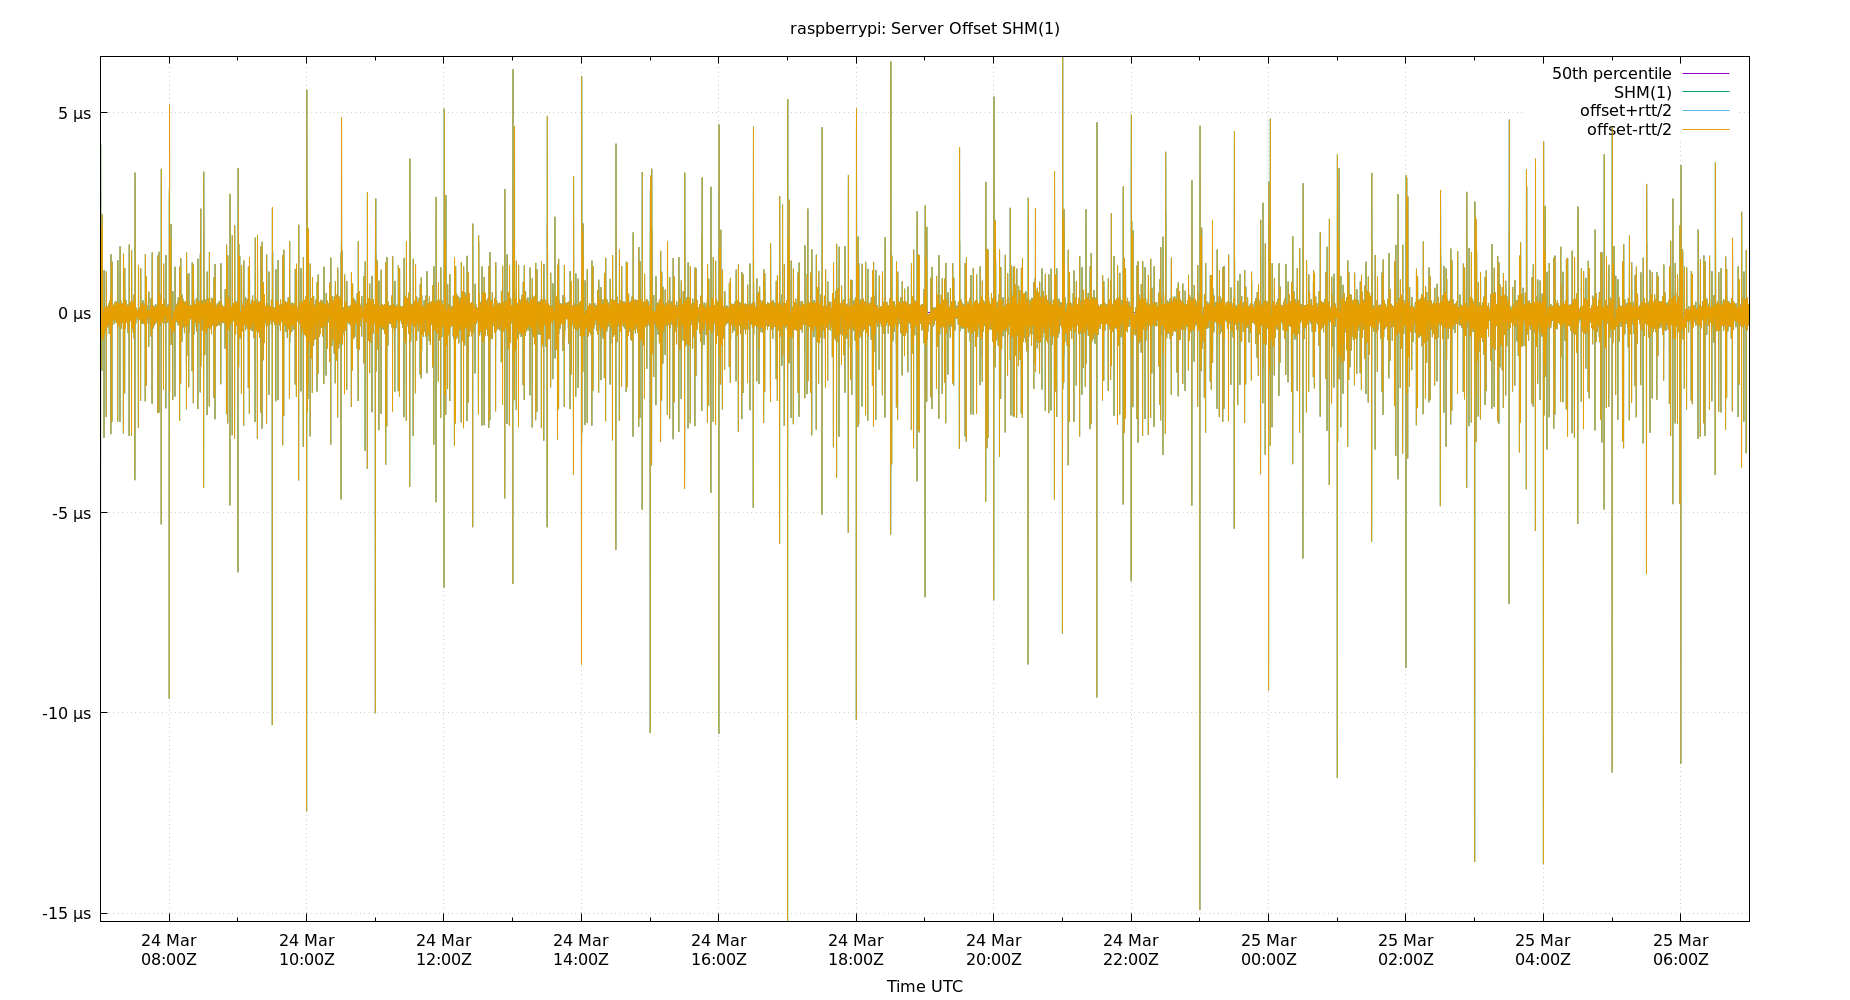 raspberrypi: Server Offset SHM(1)
50th percentile
SHM(1)
offset+rtt/2
offset-rtt/2
5 µs
0 µs
-5 µs
-10 µs
-15 µs
24 Mar 24 Mar 24 Mar 24 Mar 24 Mar 24 Mar 24 Mar 24 Mar 25 Mar 25 Mar 25 Mar 25 Mar
08:00Z 10:00Z 12:00Z 14:00Z 16:00Z 18:00Z 20:00Z 22:00Z 00:00Z 02:00Z 04:00Z 06:00Z
Time UTC